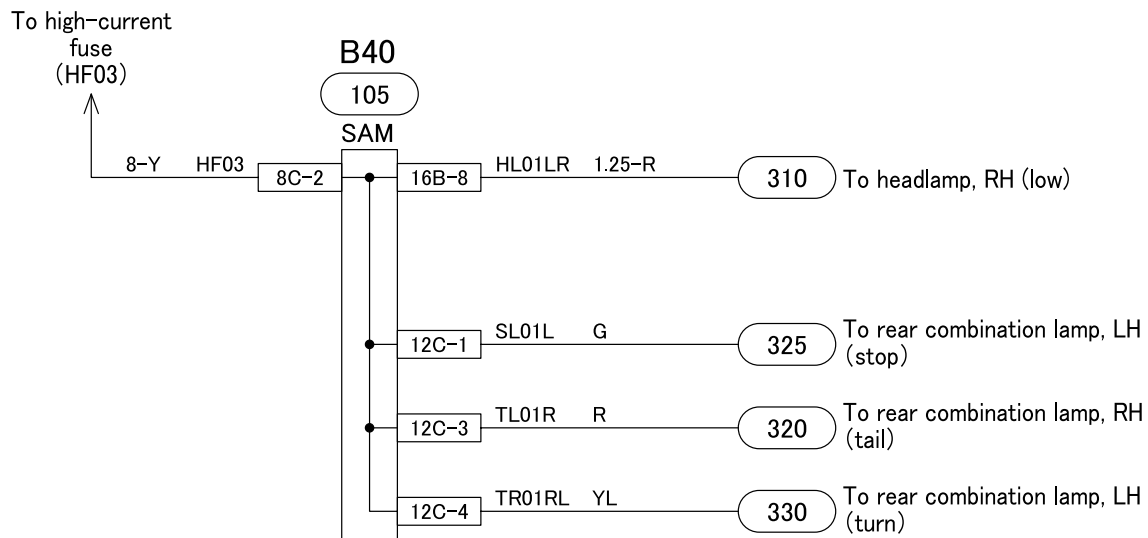 To high-current
fuse
(HF03)
B40
105
SAM
8-Y HF03 8C-2 16B-8 HL01LR 1.25-R 310 To headlamp, RH (low)
12C-1 SL01L G 325 To rear combination lamp, LH
(stop)
12C-3 TL01R R 320 To rear combination lamp, RH
(tail)
12C-4 TR01RL YL 330 To rear combination lamp, LH
(turn)